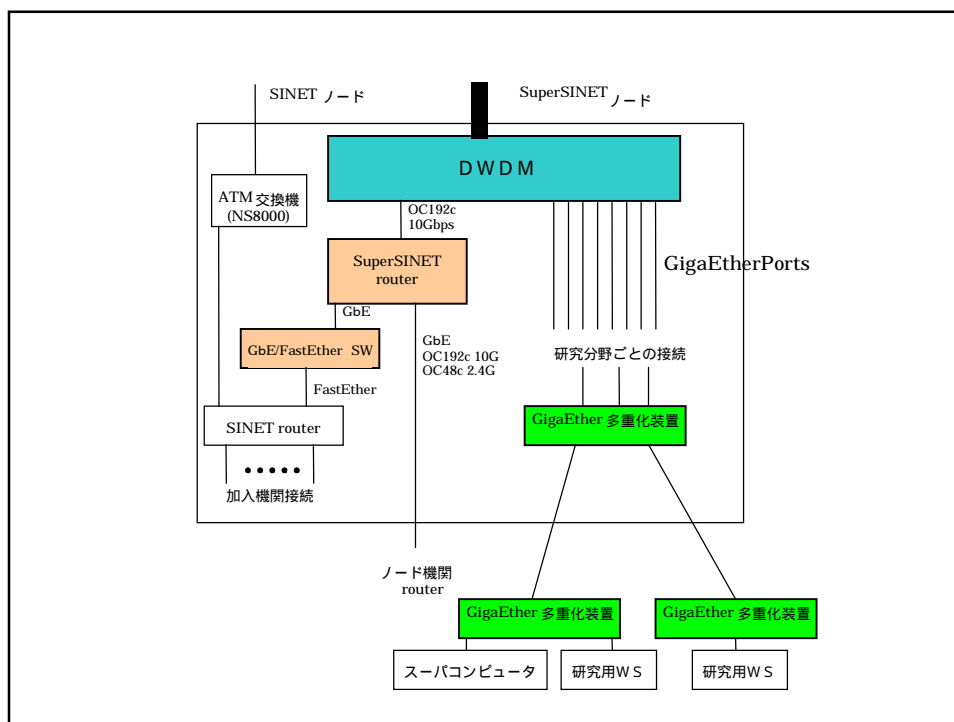 SINET ノード
SuperSINET ノード
DWDM
ATM 交換機
(NS8000)
OC192c
10Gbps
SuperSINET
router
GigaEtherPorts
GbE
GbE/FastEther SW
GbE
OC192c 10G
OC48c 2.4G
研究分野ごとの接続
FastEther
GigaEther 多重化装置
SINET router
加入機関接続
ノード機関
router
GigaEther 多重化装置
GigaEther 多重化装置
スーパコンピュータ
研究用WS
研究用WS